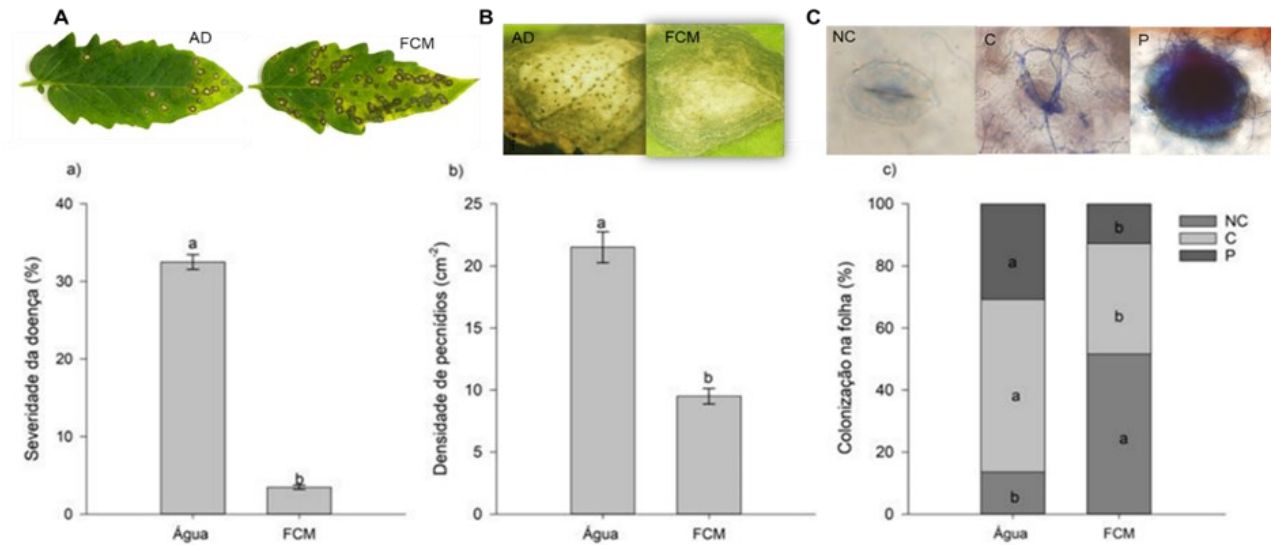 A
AD
FCM
B
AD
FCM
C
NC
C
P
a)
Severidade da doença (%)
40
30
20
10
0
a
b
Água
FCM
b)
Densidade de pecnídios (cm-2)
25
20
15
10
5
0
a
b
Água
FCM
c)
Colonização na folha (%)
100
80
60
40
20
0
a
a
b
b
b
a
Água
FCM
NC
C
P